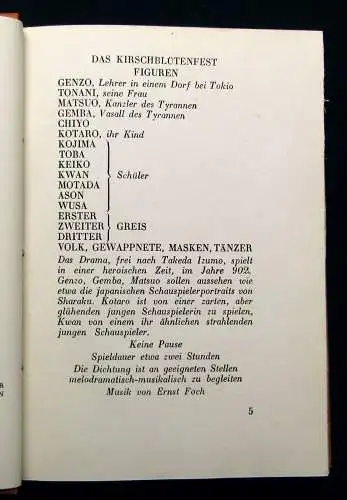 DAS KIRSCHBLÜTENFEST
FIGUREN
GENZO, Lehrer in einem Dorf bei Tokio
TONANI, seine Frau
MATSUO, Kanzler des Tyrannen
GEMBA, Vasall des Tyrannen
CHIYO
KOTARO, ihr Kind
KOJIMA
TOBA
KEIKO
KWAN
MOTADA
ASON
WUSA
Schüler
ERSTER
ZWEITER
DRITTER
GREIS
VOLK, GEWAPPNETE, MASKEN, TÄNZER
Das Drama, frei nach Takeda Izumo, spielt
in einer heroischen Zeit, im Jahre 902.
Genzo, Gemba, Matsuo sollen aussehen wie
etwa die japanischen Schauspielerportraits von
Sharaku. Kotaro ist von einer zarten, aber
glühenden jungen Schauspielerin zu spielen,
Kwan von einem ihr ähnlichen strahlenden
jungen Schauspieler.
Keine Pause
Spieldauer etwa zwei Stunden
Die Dichtung ist an geeigneten Stellen
melodramatisch-musikalisch zu begleiten
Musik von Ernst Foch
5